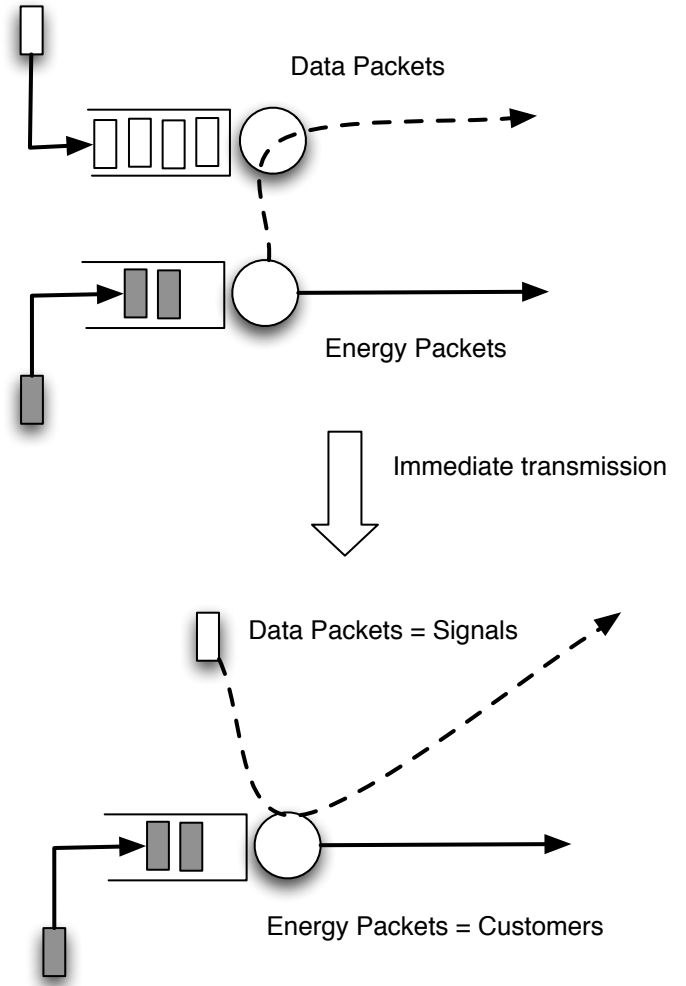 Data Packets
Energy Packets
Immediate transmission
Data Packets = Signals
Energy Packets = Customers